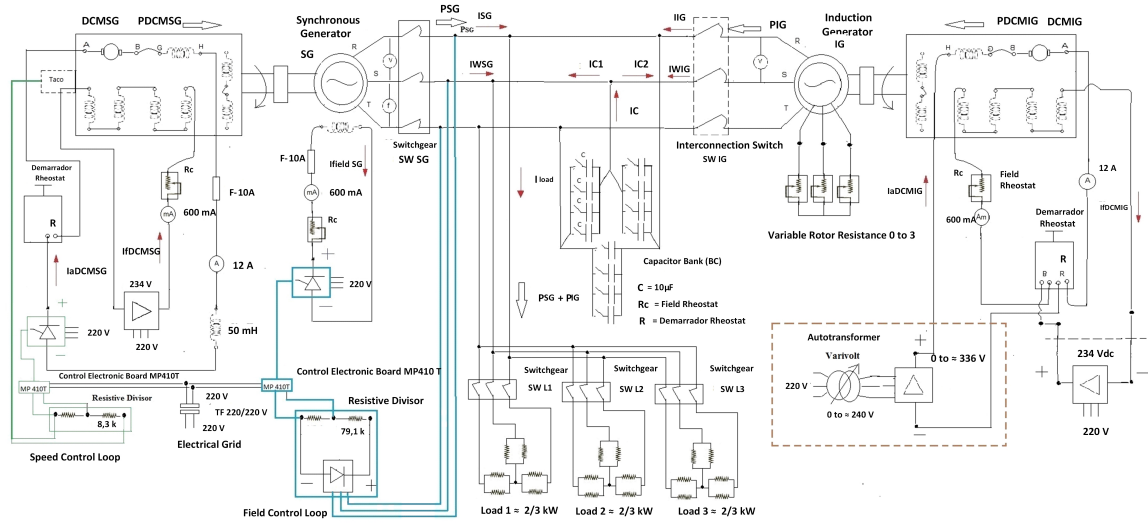 DCMSG PDCMSG
Synchronous
Generator
SG
PSG
ISG
PSG
IIG
PIG
Induction
Generator
IG
PDCMIG DCMIG
A
B
G
H
R
S
T
V
f
IWSG
IC1
IC2
IWIG
IC
V
R
S
T
H
D
B
A
Taco
Switchgear
SW SG
Interconnection Switch
SW IG
Demarrador
Rheostat
R
Rc
mA
600 mA
F-10A
F- 10A
Ifield SG
mA
600 mA
Rc
I load
C
C
C
C
Variable Rotor Resistance 0 to 3
IaDCMIG
Rc
Field
Rheostat
600 mA
Am
12 A
A
IfDCMIG
Demarrador
Rheostat
R
B
R
IaDCMSG
IfDCMSG
A
12 A
234 V
220 V
+
−
220 V
50 mH
+
−
220 V
Capacitor Bank (BC)
C = 10µF
Rc = Field Rheostat
R = Demarrador Rheostat
PSG + PIG
Autotransformer
Varivolt
220 V
0 to ≈ 240 V
+
−
0 to ≈ 336 V
234 Vdc
+
−
220 V
Control Electronic Board MP410T
MP 410T
220 V
TF 220/220 V
220 V
Electrical Grid
Resistive Divisor
8,3 k
Speed Control Loop
Control Electronic Board MP410 T
MP 410T
Resistive Divisor
79,1 k
−
+
Field Control Loop
Switchgear
SW L1
Switchgear
SW L2
Switchgear
SW L3
Load 1 ≈ 2/3 kW
Load 2 ≈ 2/3 kW
Load 3 ≈ 2/3 kW